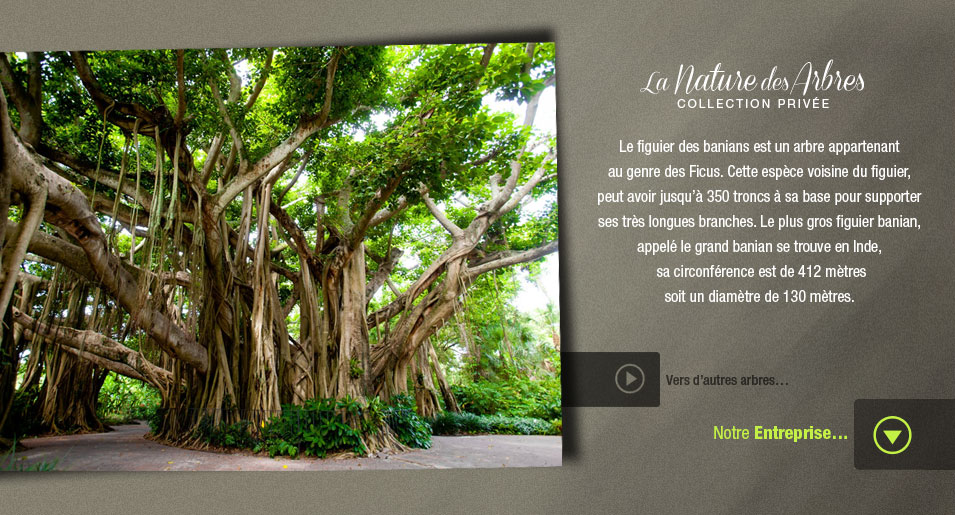 La Nature des Arbres
COLLECTION PRIVÉE
Le figuier des banians est un arbre appartenant
au genre des Ficus. Cette espèce voisine du figuier,
peut avoir jusqu'à 350 troncs à sa base pour supporter
ses très longues branches. Le plus gros figuier banian,
appelé le grand banian se trouve en Inde,
sa circonférence est de 412 mètres
soit un diamètre de 130 mètres.
Vers d'autres arbres...
Notre Entreprise...